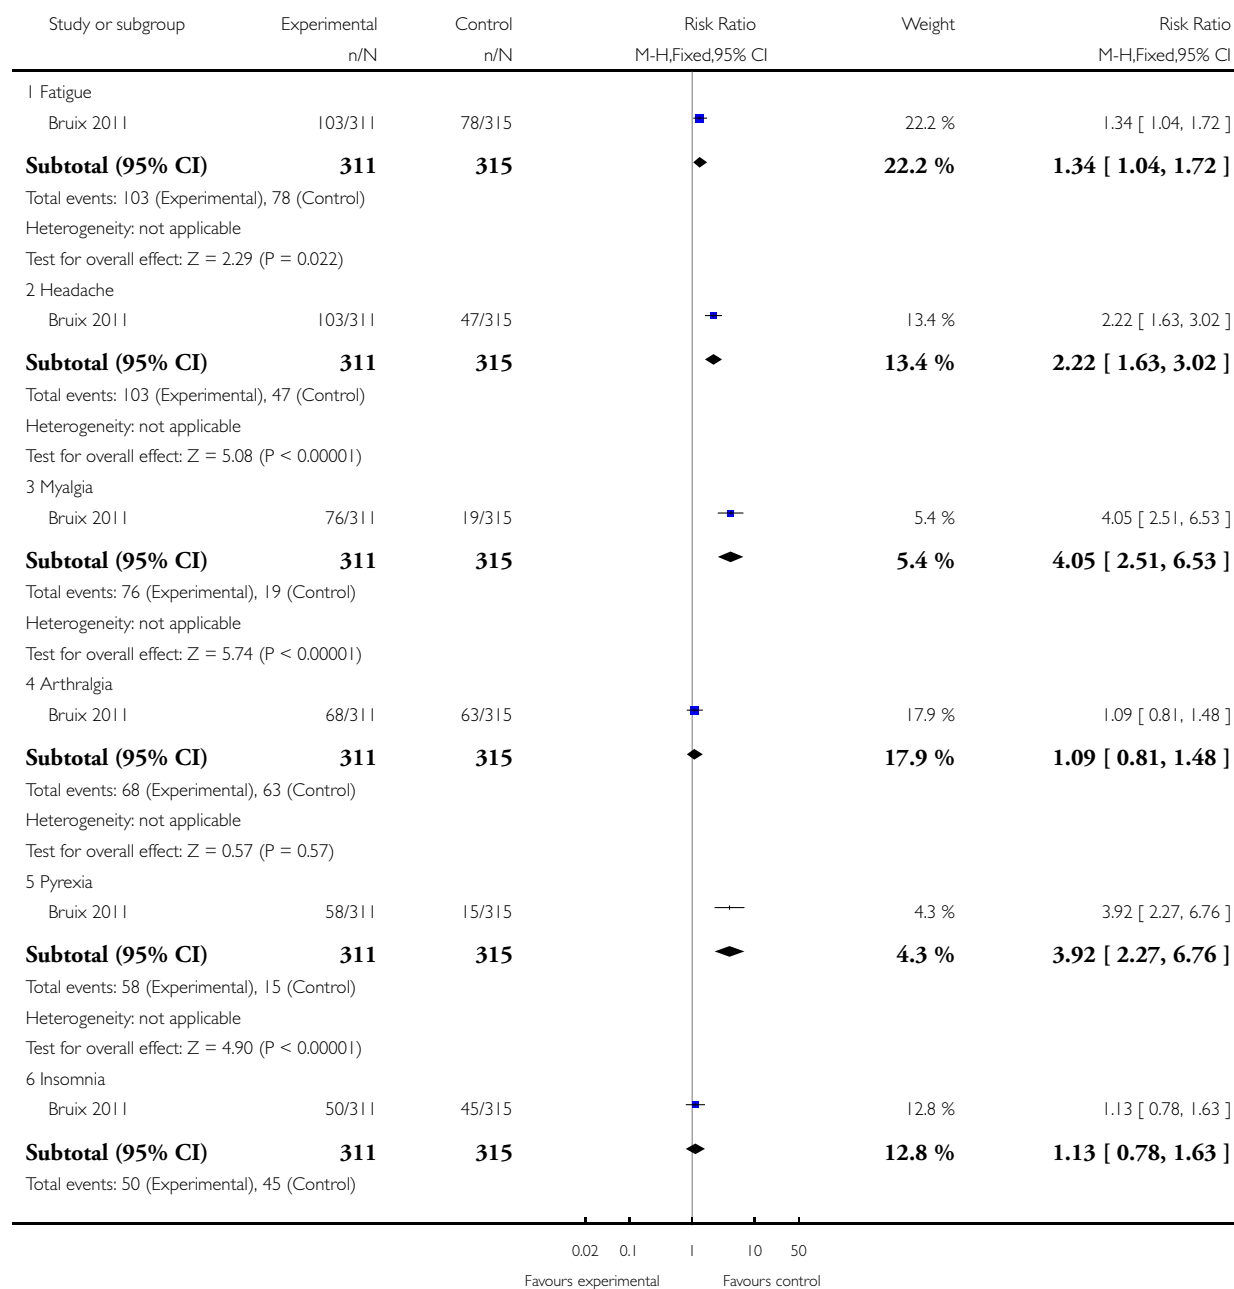 Study or subgroup Experimental Control Risk Ratio Weight Risk Ratio
n/N n/N M-H,Fixed,95% CI M-H,Fixed,95% CI
1 Fatigue
Bruix 2011 103/311 78/315 22.2 % 1.34 [ 1.04, 1.72 ]
Subtotal (95% CI) 311 315 22.2 % 1.34 [ 1.04, 1.72 ]
Total events: 103 (Experimental), 78 (Control)
Heterogeneity: not applicable
Test for overall effect: Z = 2.29 (P = 0.022)
2 Headache
Bruix 2011 103/311 47/315 13.4 % 2.22 [ 1.63, 3.02 ]
Subtotal (95% CI) 311 315 13.4 % 2.22 [ 1.63, 3.02 ]
Total events: 103 (Experimental), 47 (Control)
Heterogeneity: not applicable
Test for overall effect: Z = 5.08 (P < 0.00001)
3 Myalgia
Bruix 2011 76/311 19/315 5.4 % 4.05 [ 2.51, 6.53 ]
Subtotal (95% CI) 311 315 5.4 % 4.05 [ 2.51, 6.53 ]
Total events: 76 (Experimental), 19 (Control)
Heterogeneity: not applicable
Test for overall effect: Z = 5.74 (P < 0.00001)
4 Arthralgia
Bruix 2011 68/311 63/315 17.9 % 1.09 [ 0.81, 1.48 ]
Subtotal (95% CI) 311 315 17.9 % 1.09 [ 0.81, 1.48 ]
Total events: 68 (Experimental), 63 (Control)
Heterogeneity: not applicable
Test for overall effect: Z = 0.57 (P = 0.57)
5 Pyrexia
Bruix 2011 58/311 15/315 4.3 % 3.92 [ 2.27, 6.76 ]
Subtotal (95% CI) 311 315 4.3 % 3.92 [ 2.27, 6.76 ]
Total events: 58 (Experimental), 15 (Control)
Heterogeneity: not applicable
Test for overall effect: Z = 4.90 (P < 0.00001)
6 Insomnia
Bruix 2011 50/311 45/315 12.8 % 1.13 [ 0.78, 1.63 ]
Subtotal (95% CI) 311 315 12.8 % 1.13 [ 0.78, 1.63 ]
Total events: 50 (Experimental), 45 (Control)
0.02 0.1 1 10 50
Favours experimental Favours control